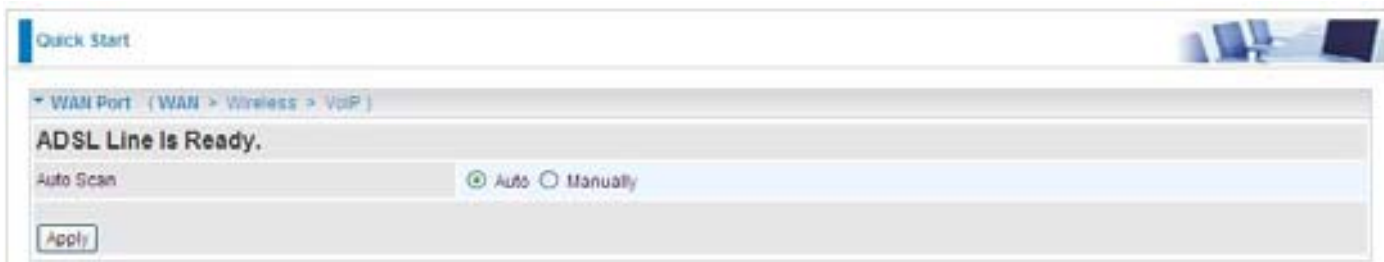 Quick Start
WAN Port ( WAN > Wireless > VoIP )
ADSL Line Is Ready.
Auto Scan Auto Manually
Apply